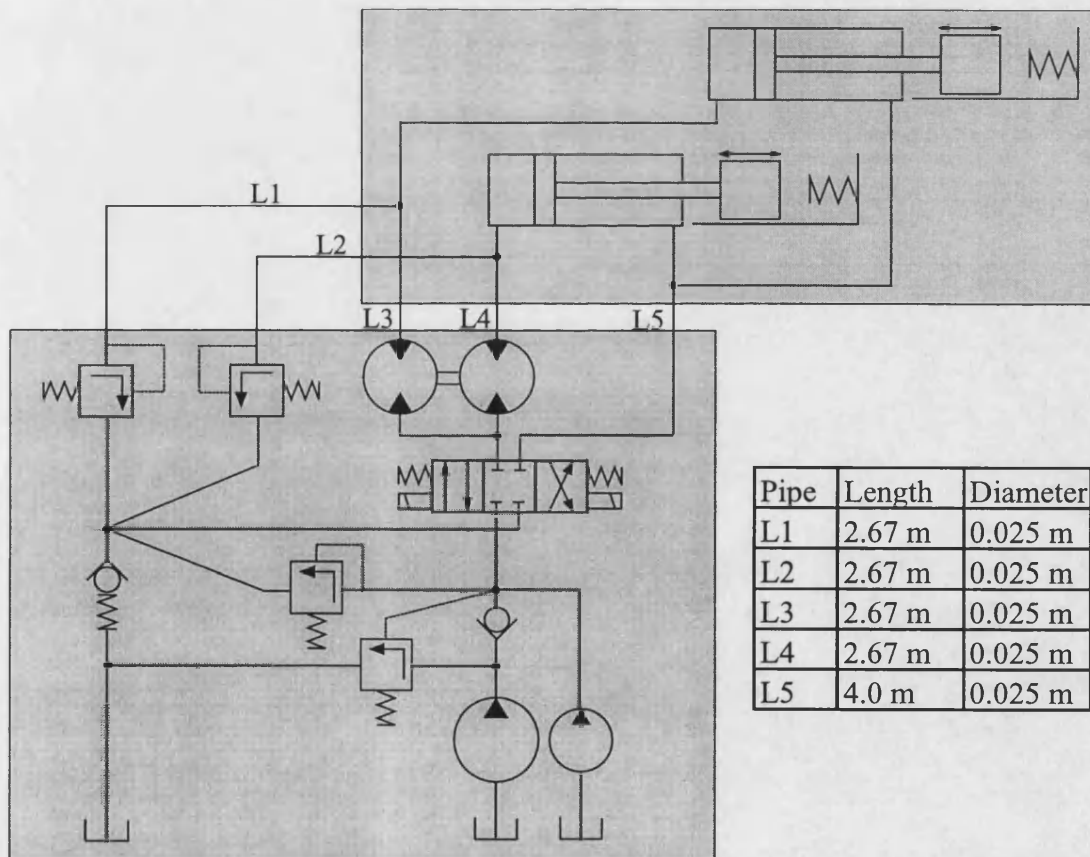 L1
L2
L3 L4 L5
Pipe Length Diameter
L1 2.67 m 0.025 m
L2 2.67 m 0.025 m
L3 2.67 m 0.025 m
L4 2.67 m 0.025 m
L5 4.0 m 0.025 m